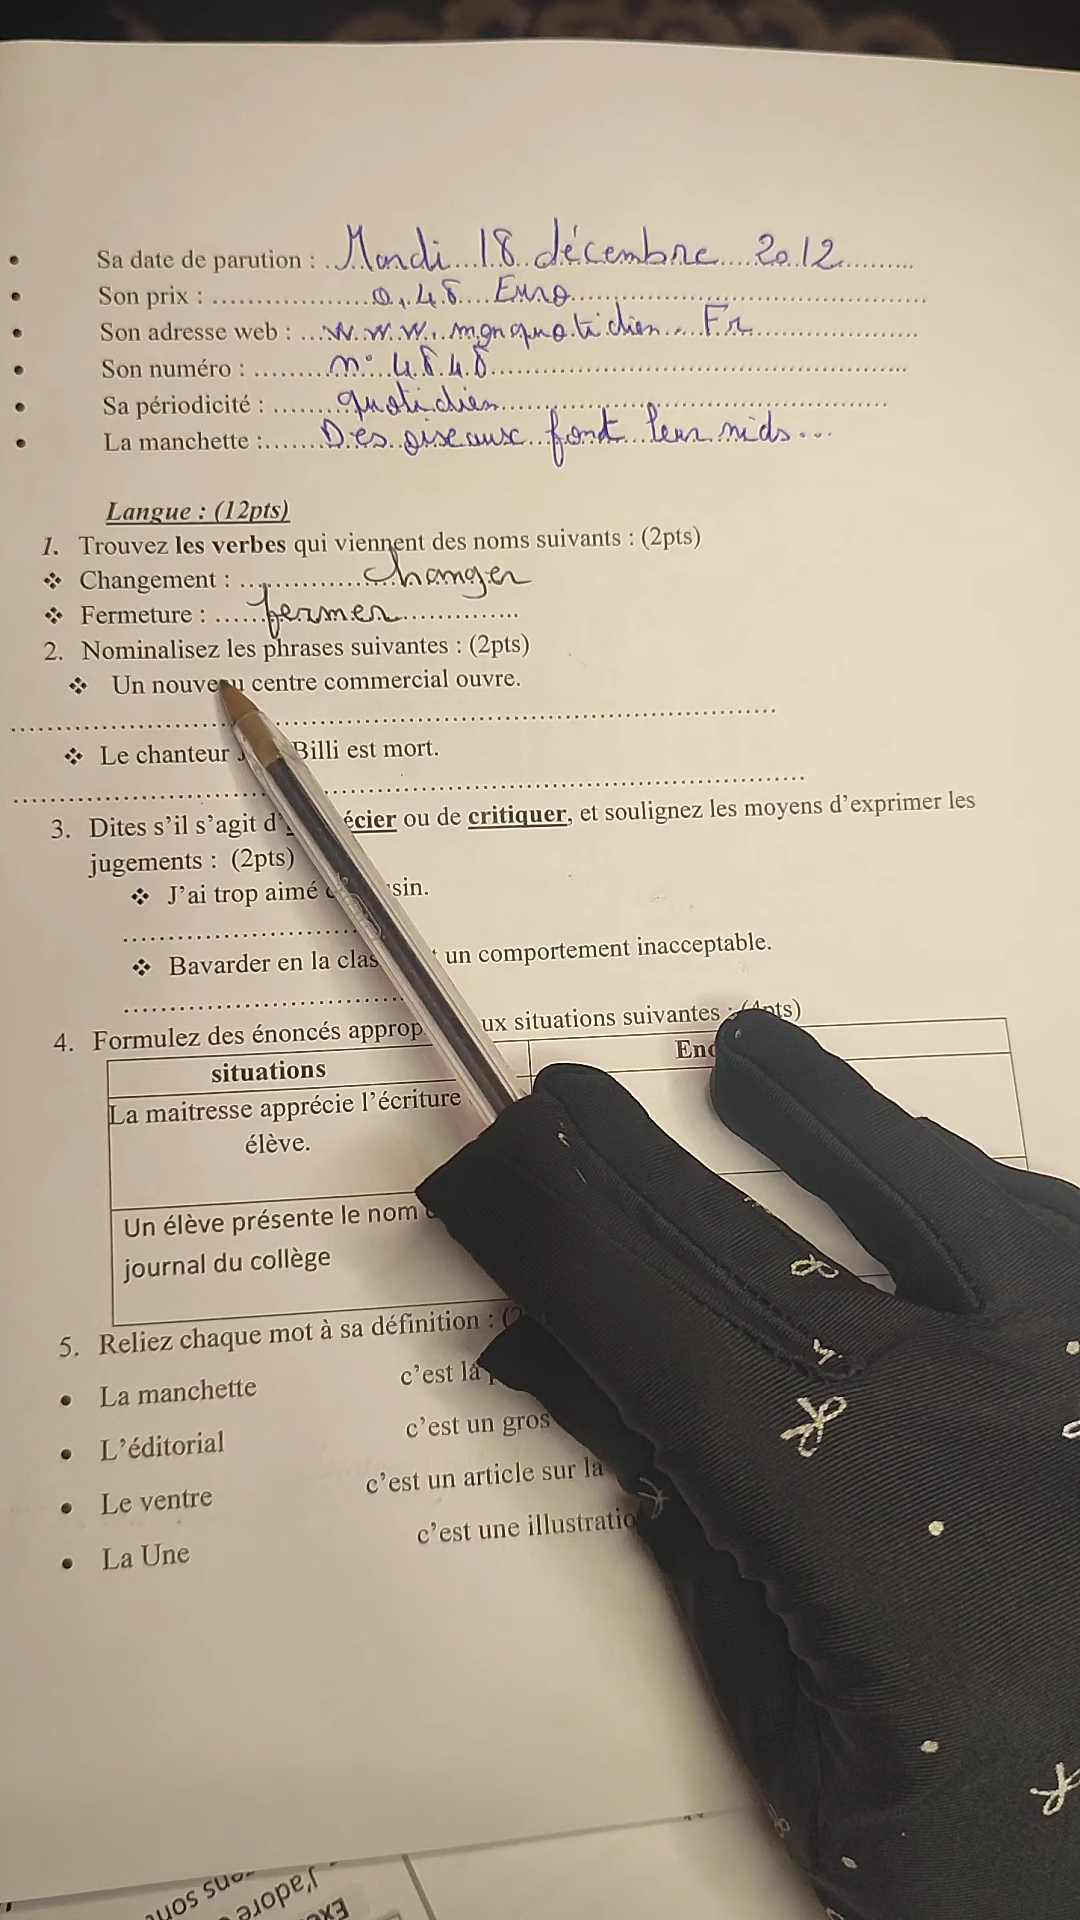 Sa date de parution : Mardi 18 décembre 2012
Son prix : 0,48 Euro
Son adresse web : www.monquotidien.Fr
Son numéro : n° 4848
Sa périodicité : quotidien
La manchette : Des oiseaux font leur nids...
Langue : (12pts)
1. Trouvez les verbes qui viennent des noms suivants : (2pts)
Changement : changer
Fermeture : fermer
2. Nominalisez les phrases suivantes : (2pts)
Un nouveau centre commercial ouvre.
Le chanteur Billi est mort.
3. Dites s'il s'agit d' écier ou de critiquer, et soulignez les moyens d'exprimer les
jugements : (2pts)
J'ai trop aimé sin.
Bavarder en la clas un comportement inacceptable.
4. Formulez des énoncés approp ux situations suivantes : (4pts)
situations Eno
La maitresse apprécie l'écriture
élève.
Un élève présente le nom
journal du collège
5. Reliez chaque mot à sa définition :
La manchette c'est la
L'éditorial c'est un gros
Le ventre c'est un article sur la
La Une c'est une illustratio
J'adore